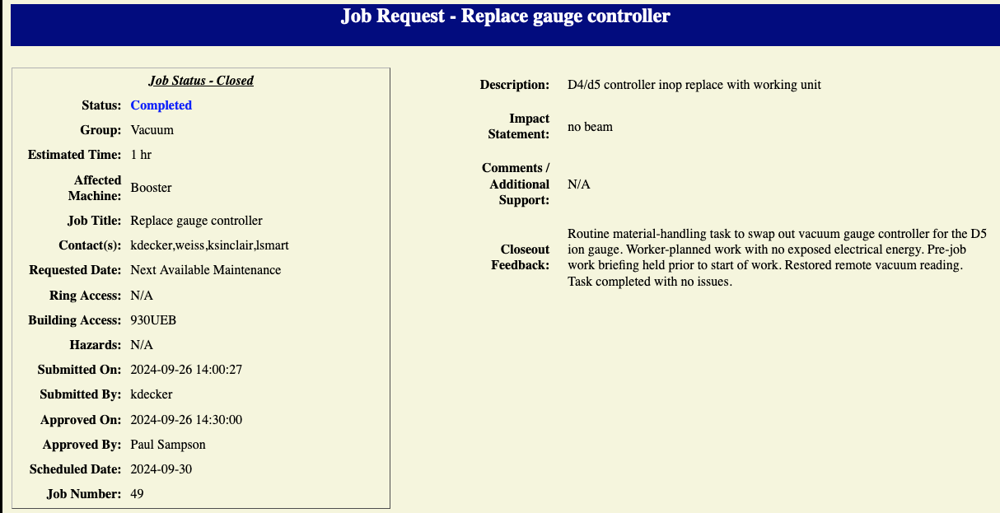 Job Request - Replace gauge controller
Job Status - Closed
Status: Completed
Group: Vacuum
Estimated Time: 1 hr
Affected
Machine: Booster
Job Title: Replace gauge controller
Contact(s): kdecker,weiss,ksinclair,lsmart
Requested Date: Next Available Maintenance
Ring Access: N/A
Building Access: 930UEB
Hazards: N/A
Submitted On: 2024-09-26 14:00:27
Submitted By: kdecker
Approved On: 2024-09-26 14:30:00
Approved By: Paul Sampson
Scheduled Date: 2024-09-30
Job Number: 49
Description: D4/d5 controller inop replace with working unit
Impact
Statement: no beam
Comments /
Additional
Support: N/A
Closeout
Feedback:
Routine material-handling task to swap out vacuum gauge controller for the D5
ion gauge. Worker-planned work with no exposed electrical energy. Pre-job
work briefing held prior to start of work. Restored remote vacuum reading.
Task completed with no issues.